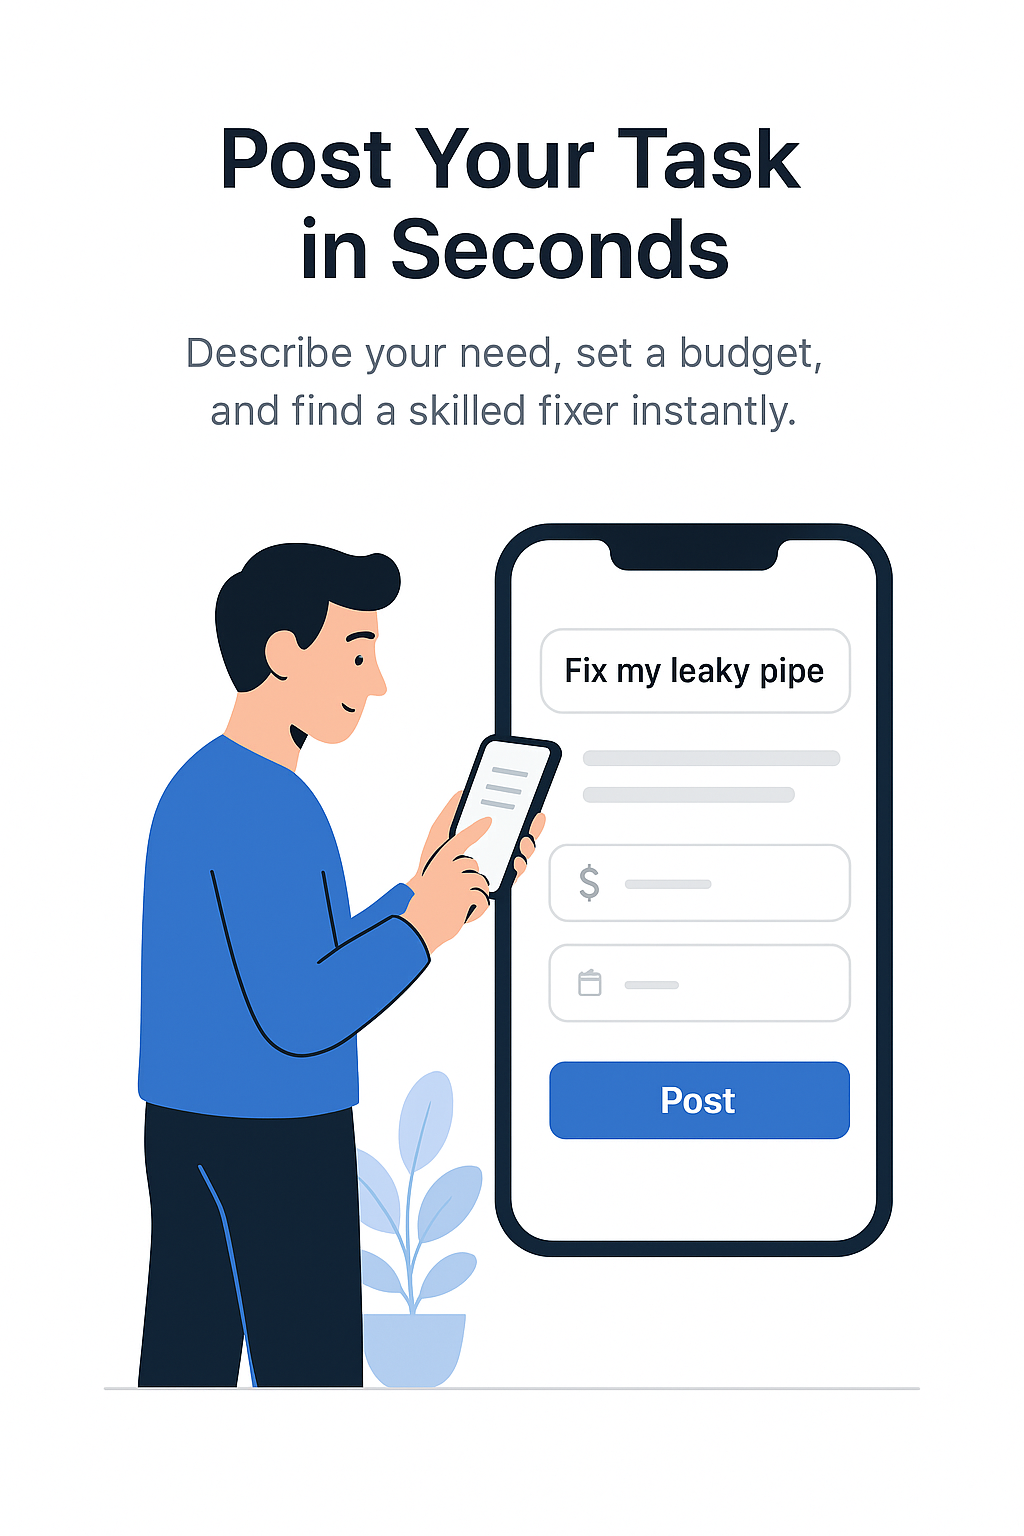 Post Your Task
in Seconds
Describe your need, set a budget,
and find a skilled fixer instantly.
Fix my leaky pipe
$
Post